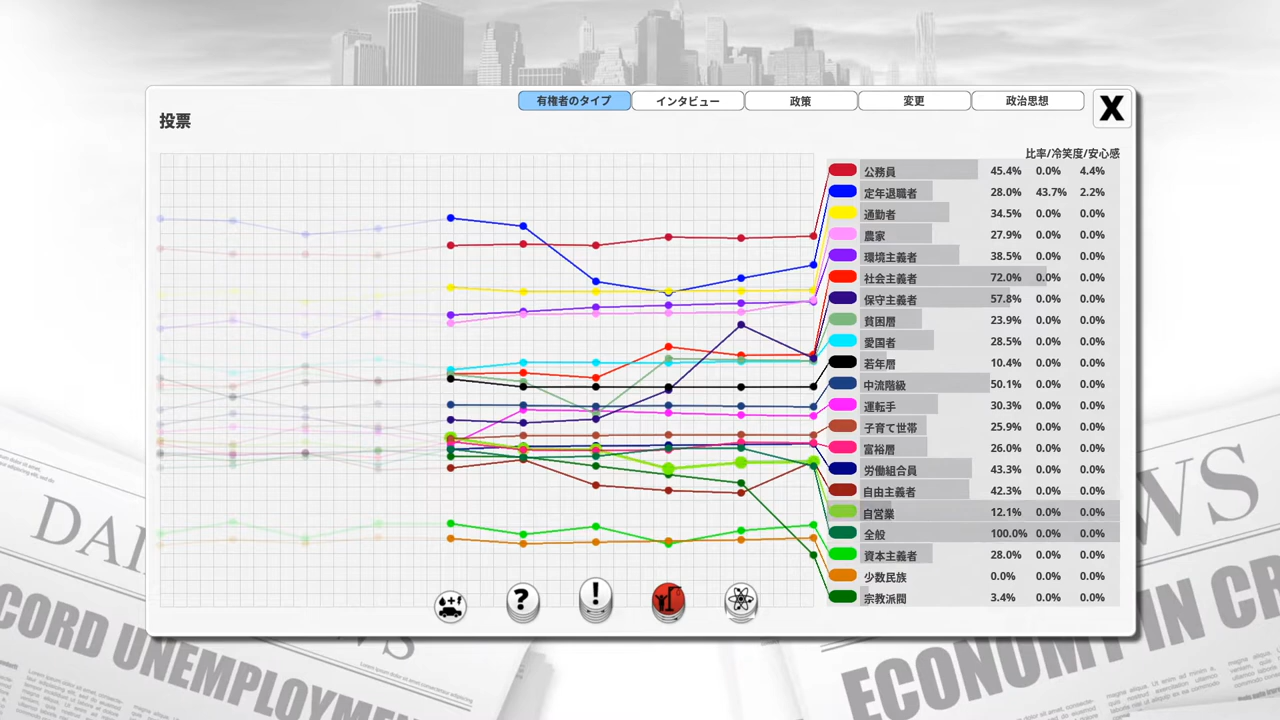 有権者のタイプ
インタビュー
政策
変更
政治思想
X
投票
比率/冷笑度/安心感
公務員 45.4% 0.0% 4.4%
定年退職者 28.0% 43.7% 2.2%
通勤者 34.5% 0.0% 0.0%
農家 27.9% 0.0% 0.0%
環境主義者 38.5% 0.0% 0.0%
社会主義者 72.0% 0.0% 0.0%
保守主義者 57.8% 0.0% 0.0%
貧困層 23.9% 0.0% 0.0%
愛国者 28.5% 0.0% 0.0%
若年層 10.4% 0.0% 0.0%
中流階級 50.1% 0.0% 0.0%
運転手 30.3% 0.0% 0.0%
子育て世帯 25.9% 0.0% 0.0%
富裕層 26.0% 0.0% 0.0%
労働組合員 43.3% 0.0% 0.0%
自由主義者 42.3% 0.0% 0.0%
自営業 12.1% 0.0% 0.0%
全般 100.0% 0.0% 0.0%
資本主義者 28.0% 0.0% 0.0%
少数民族 0.0% 0.0% 0.0%
宗教派閥 3.4% 0.0% 0.0%
? !
DAI
CORD UNEMPLOYME
WS
ECONOMY IN CR